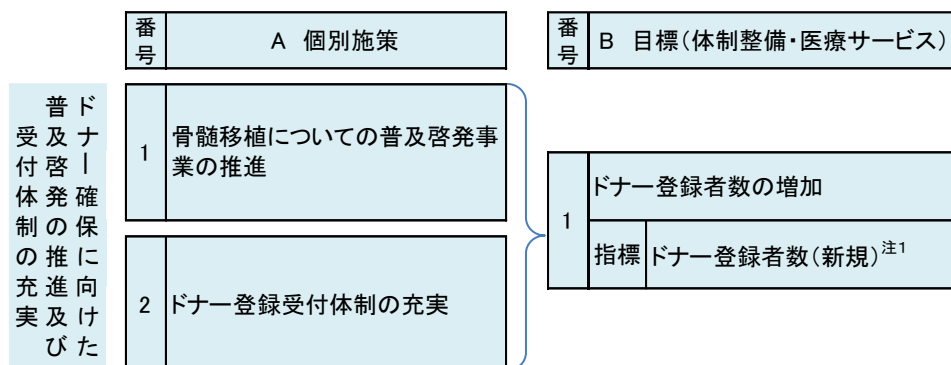 番号
A 個別施策
番号
B 目標(体制整備・医療サービス)
ドナー確保に向けた
普及啓発の推進及び
受付体制の充実
1
骨髄移植についての普及啓発事
業の推進
2
ドナー登録受付体制の充実
1
ドナー登録者数の増加
指標
ドナー登録者数(新規)注1